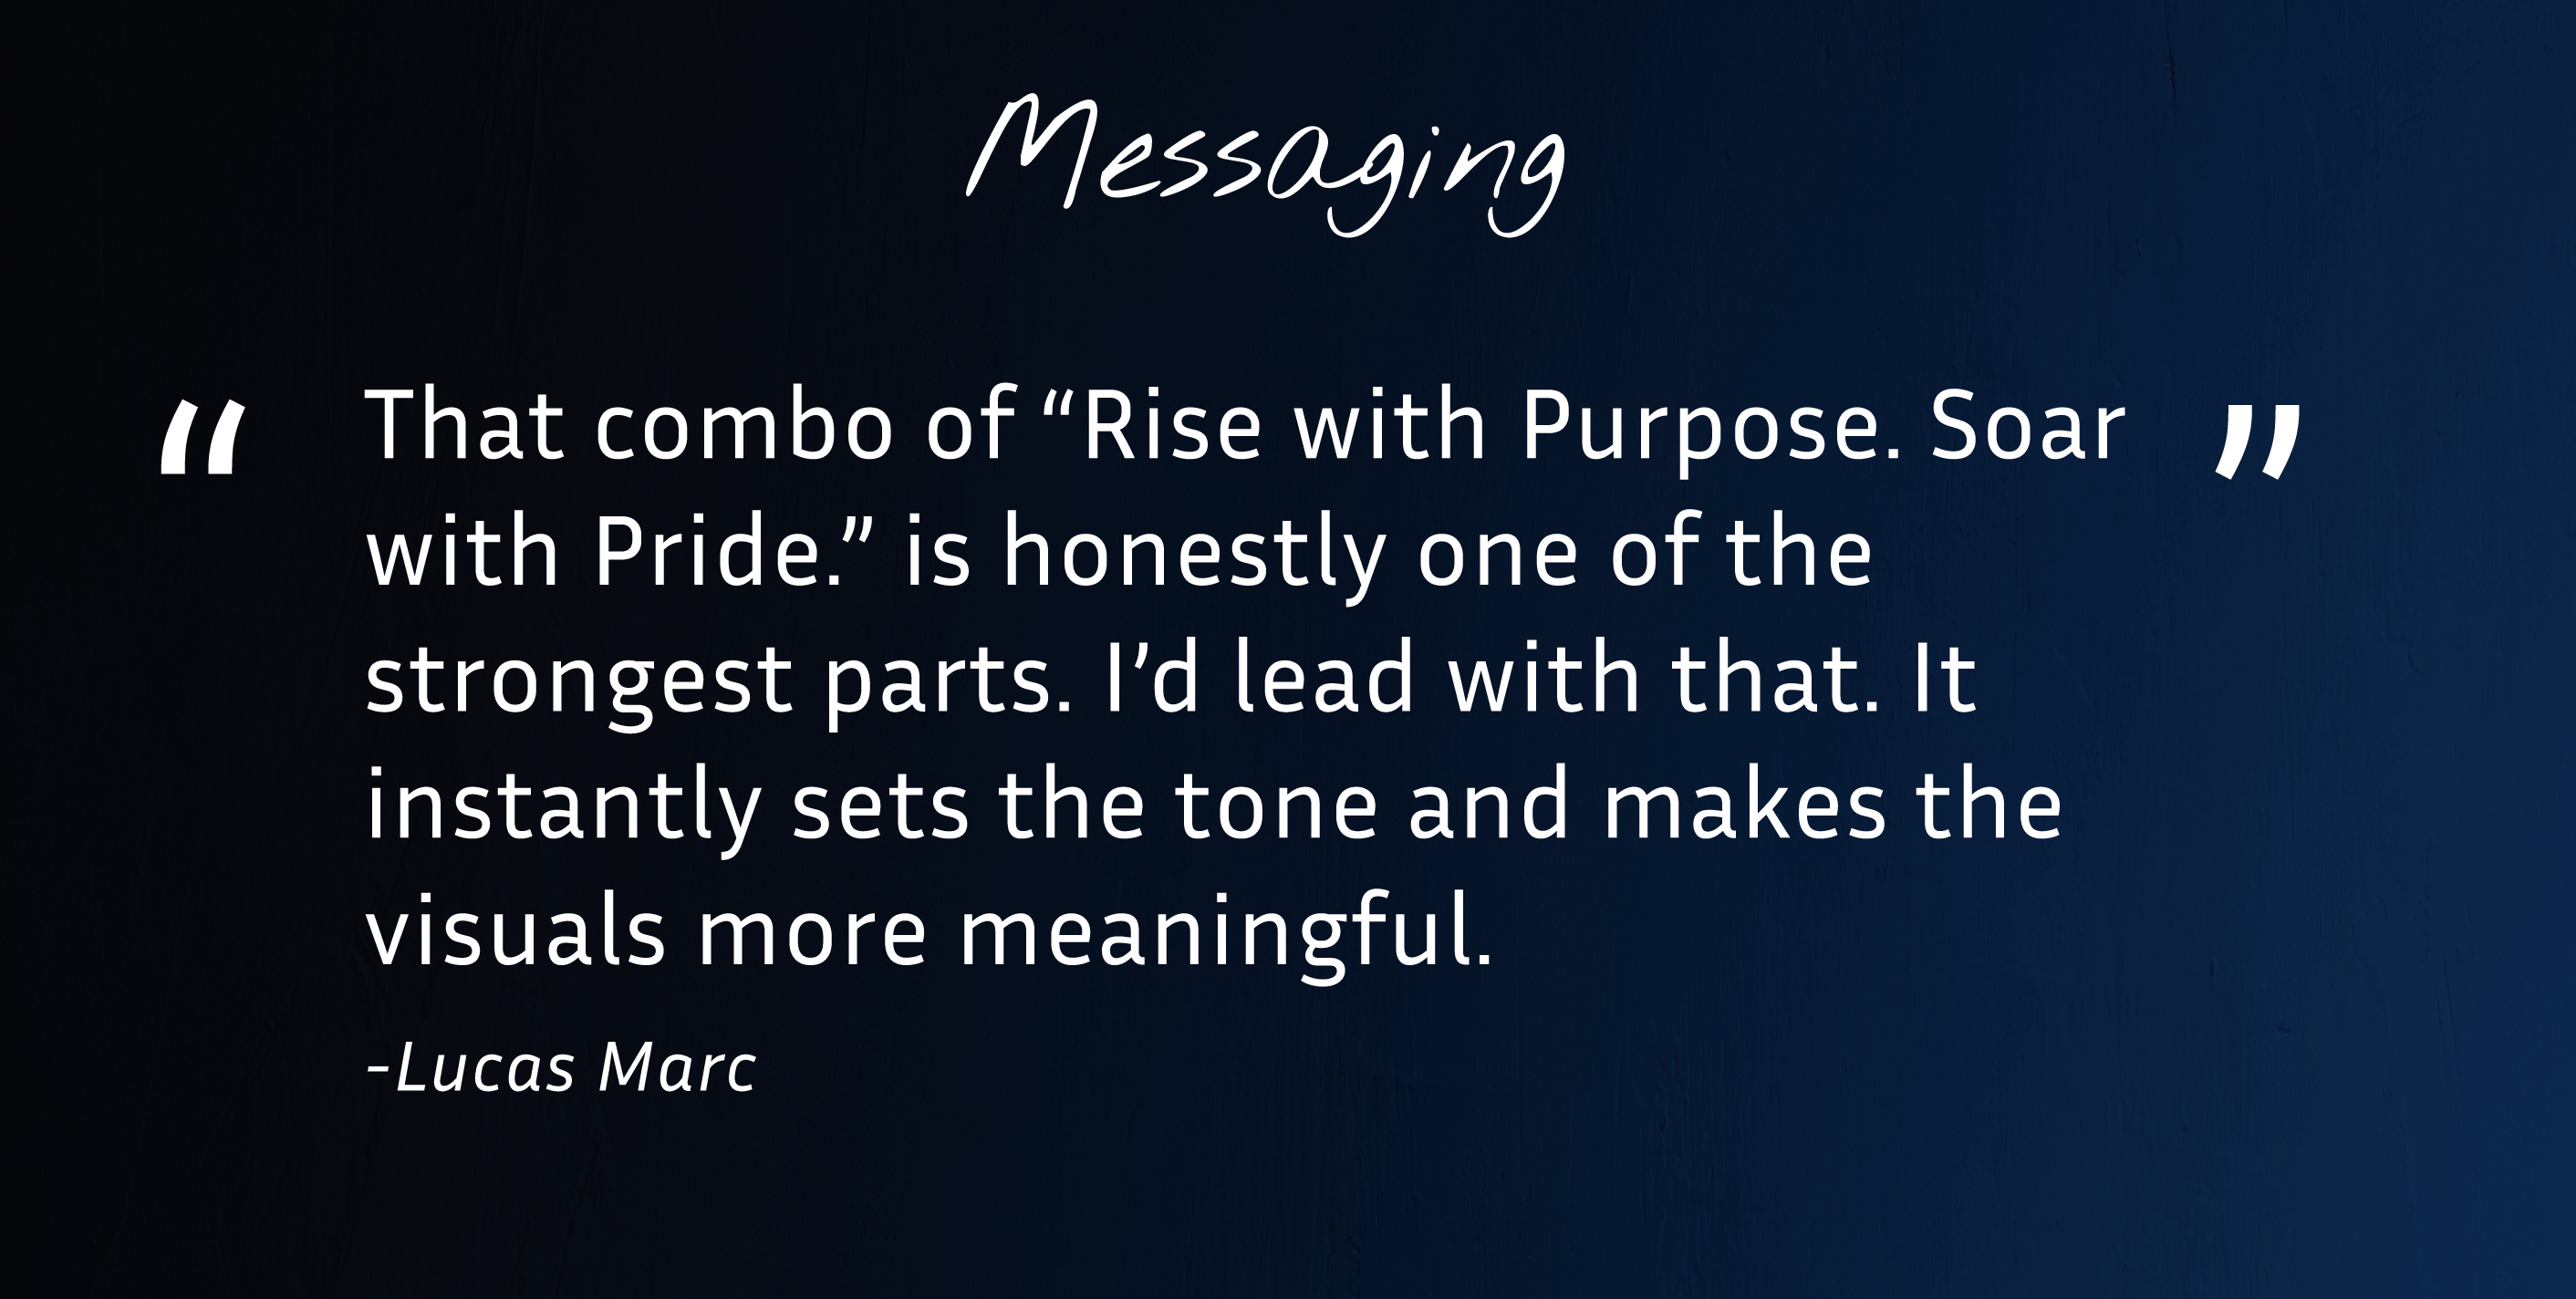 Messaging
“ That combo of “Rise with Purpose. Soar ”
with Pride.” is honestly one of the
strongest parts. I’d lead with that. It
instantly sets the tone and makes the
visuals more meaningful.
-Lucas Marc